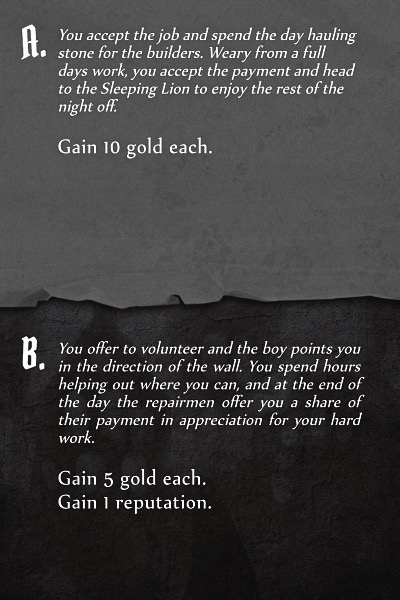 A. You accept the job and spend the day hauling
stone for the builders. Weary from a full
days work, you accept the payment and head
to the Sleeping Lion to enjoy the rest of the
night off.
Gain 10 gold each.
B. You offer to volunteer and the boy points you
in the direction of the wall. You spend hours
helping out where you can, and at the end of
the day the repairmen offer you a share of
their payment in appreciation for your hard
work.
Gain 5 gold each.
Gain 1 reputation.